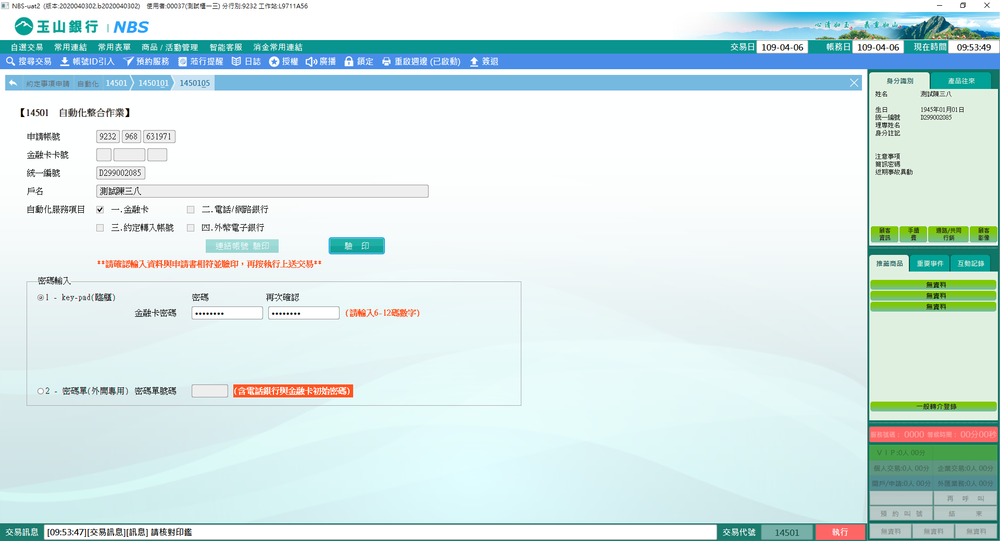 NBS-uat2 (版本:2020040302.b2020040302) 使用者:00037(測試櫃一三) 分行別:9232 工作站:L9711A56
玉山銀行 | NBS
心清如玉 義重如山
自選交易 常用連結 常用表單 商品 / 活動管理 智能客服 消金常用連結 交易日 109-04-06 帳務日 109-04-06 現在時間 09:53:49
搜尋交易 帳號ID引入 預約服務 蒞行提醒 日誌 授權 廣播 鎖定 重啟週邊 (已啟動) 簽退
約定事項申請 自動化 14501 1450101 1450105
【14501 自動化整合作業】
申請帳號 9232 968 631971
金融卡卡號
統一編號 D299002085
戶名 測試陳三八
自動化服務項目 一.金融卡 二.電話/網路銀行
三.約定轉入帳號 四.外幣電子銀行
連結帳號 驗印 驗 印
**請確認輸入資料與申請書相符並驗印，再按執行上送交易**
密碼輸入
1 - key-pad(臨櫃) 密碼 再次確認
金融卡密碼 •••••••• •••••••• (請輸入6-12碼數字)
2 - 密碼單(外開專用) 密碼單號碼 (含電話銀行與金融卡初始密碼)
身分識別 產品往來
姓名 測試陳三八
生日 1945年01月01日
統一編號 D299002085
理專姓名
身分註記
注意事項
簡訊密碼
近期事故異動
顧客資訊 手續費 通路/共同行銷 顧客影像
推薦商品 重要事件 互動記錄
無資料
無資料
無資料
一般轉介登錄
服務號碼： 0000 等候時間： 00分00秒
ＶＩＰ:0人 00分
個人交易:0人 00分 企業交易:0人 00分
開戶/申請:0人 00分 外匯業務:0人 00分
再 呼 叫
預 約 叫 號 結 束
無資料 無資料 無資料
交易訊息 [09:53:47][交易訊息][訊息] 請核對印鑑 交易代號 14501 執行